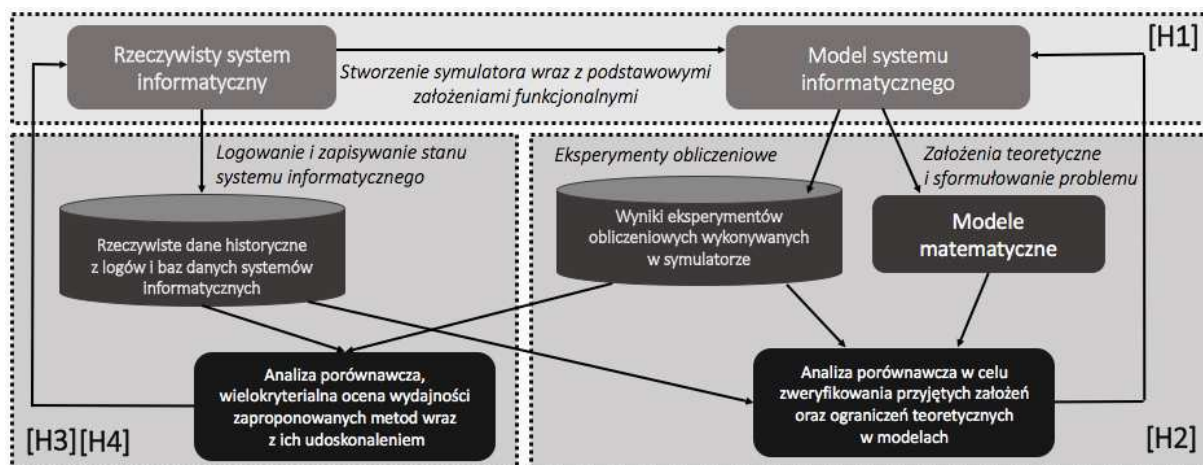 [H1]
Rzeczywisty system
informatyczny
Stworzenie symulatora wraz z podstawowymi
założeniami funkcjonalnymi
Model systemu
informatycznego
Logowanie i zapisywanie stanu
systemu informatycznego
Eksperymenty obliczeniowe
Założenia teoretyczne
i sformułowanie problemu
Rzeczywiste dane historyczne
z logów i baz danych systemów
informatycznych
Wyniki eksperymentów
obliczeniowych wykonywanych
w symulatorze
Modele
matematyczne
Analiza porównawcza,
wielokryterialna ocena wydajności
zaproponowanych metod wraz
z ich udoskonaleniem
Analiza porównawcza w celu
zweryfikowania przyjętych założeń
oraz ograniczeń teoretycznych
w modelach
[H3][H4]
[H2]